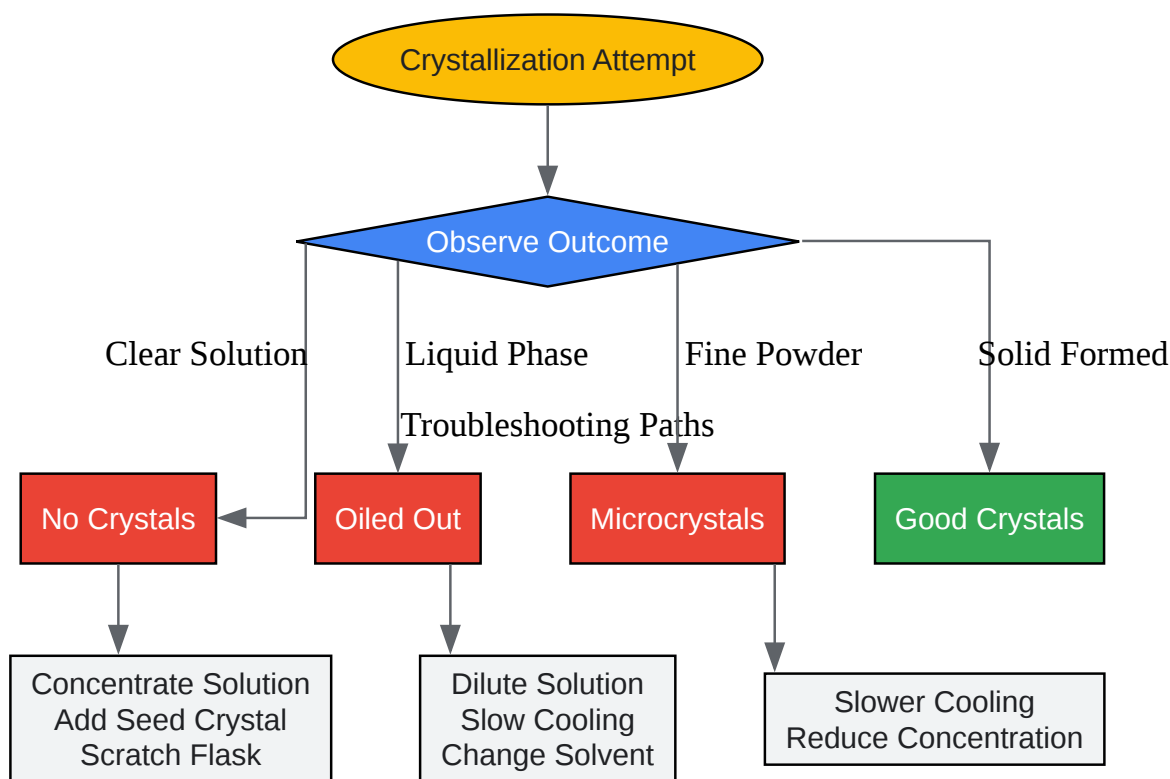 Crystallization Attempt
Observe Outcome
Clear Solution
Liquid Phase
Fine Powder
Solid Formed
Troubleshooting Paths
No Crystals
Oiled Out
Microcrystals
Good Crystals
Concentrate Solution
Add Seed Crystal
Scratch Flask
Dilute Solution
Slow Cooling
Change Solvent
Slower Cooling
Reduce Concentration